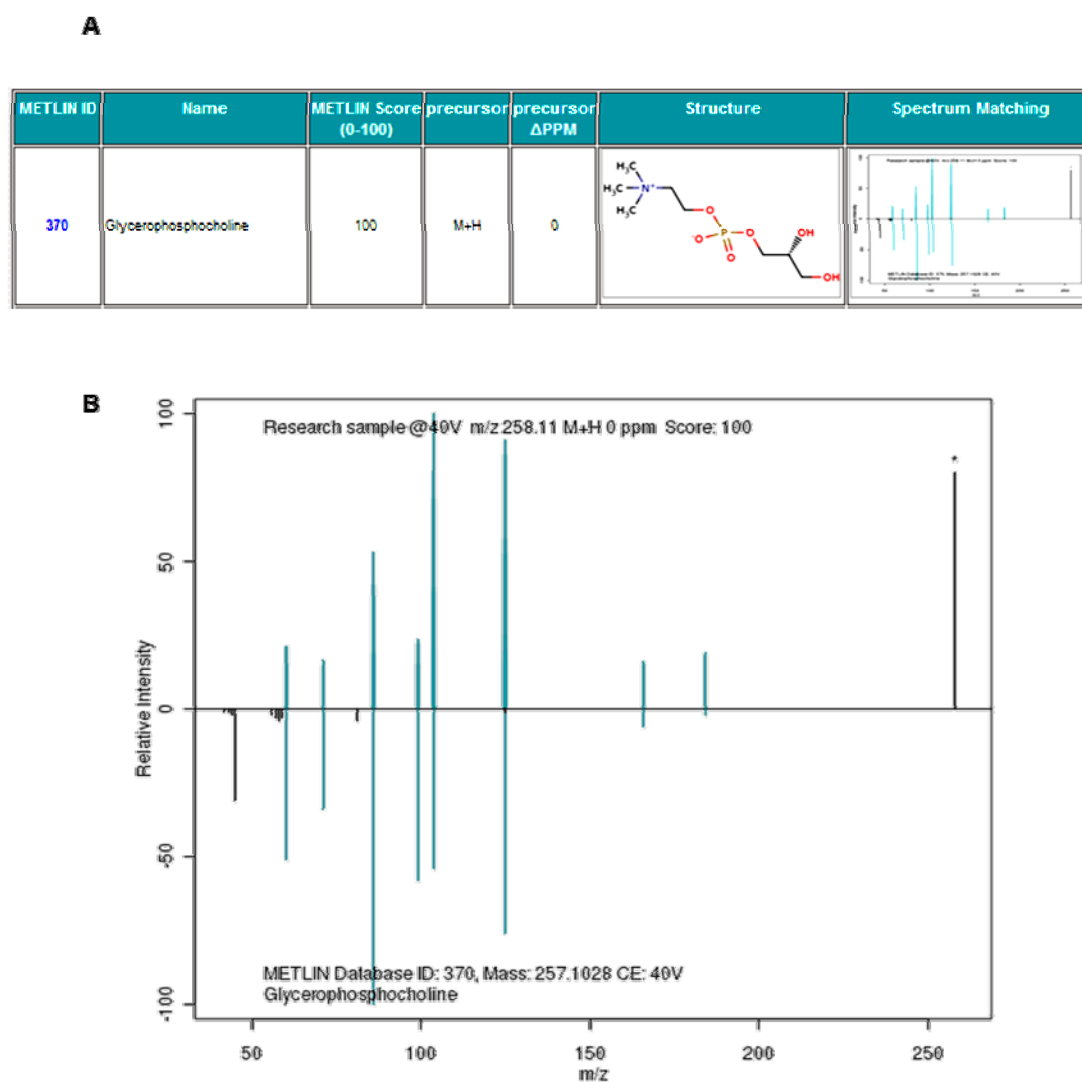 A
METLIN ID Name METLIN Score (0-100) precursor precursor ΔPPM Structure Spectrum Matching
370 Glycerophosphocholine 100 M+H 0
H₃C
H₃C N⁺
H₃C
O
⁻O P O OH
O
OH
B
Research sample @40V m/z:258.11 M+H 0 ppm Score: 100
*
100
50
0
-50
-100
Relative Intensity
METLIN Database ID: 370, Mass: 257.1028 CE: 40V
Glycerophosphocholine
50 100 150 200 250
m/z